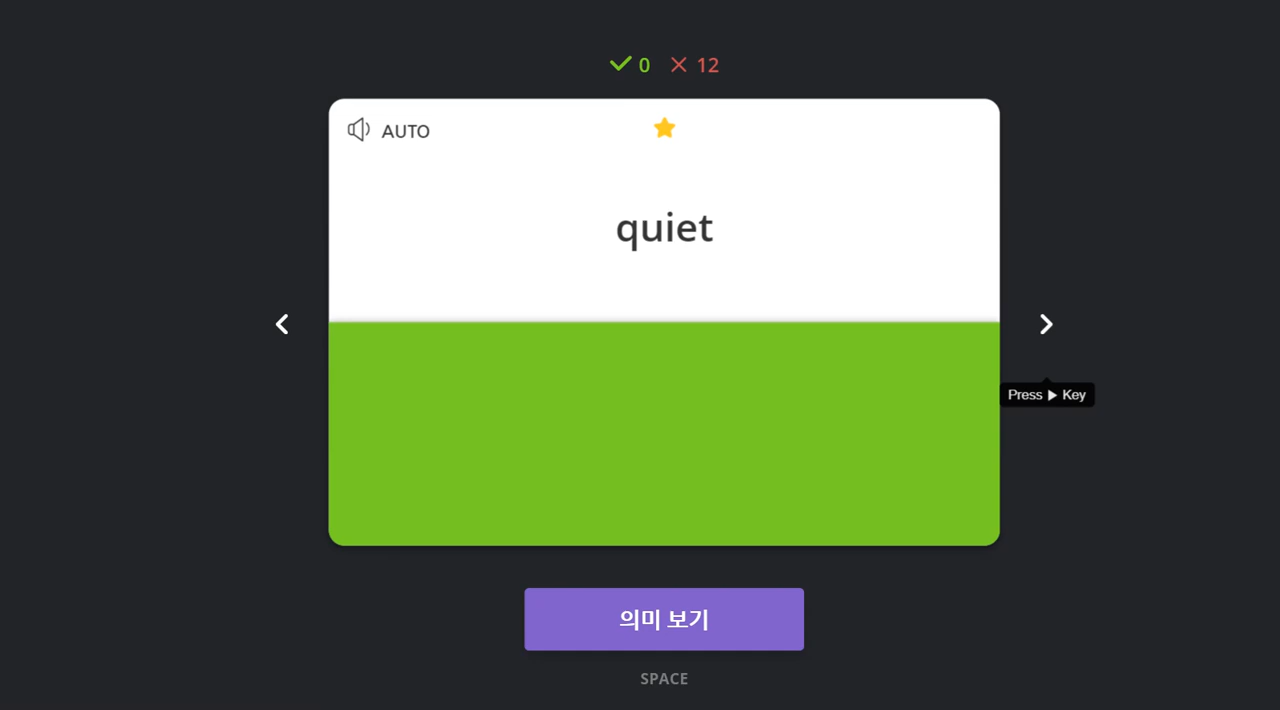 0 12
AUTO
quiet
Press ▶ Key
의미 보기
SPACE